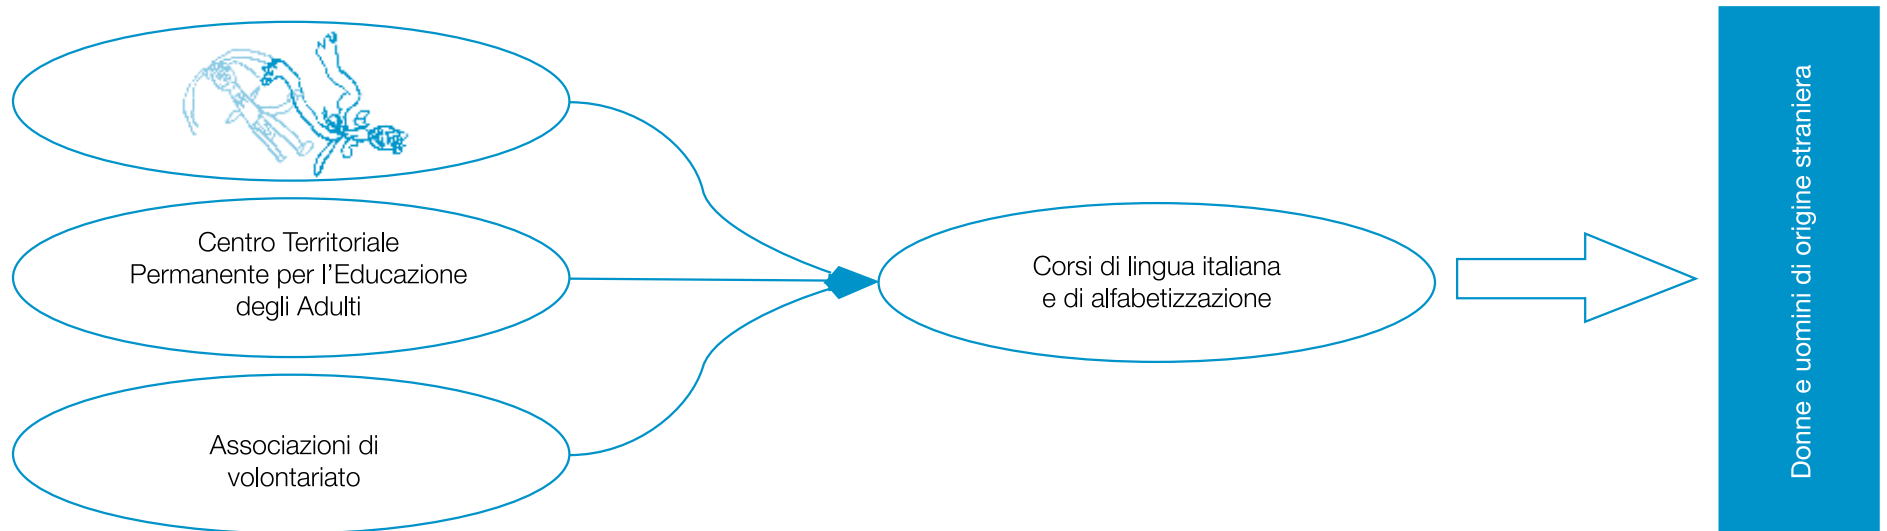 Centro Territoriale
Permanente per l’Educazione
degli Adulti
Associazioni di
volontariato
Corsi di lingua italiana
e di alfabetizzazione
Donne e uomini di origine straniera